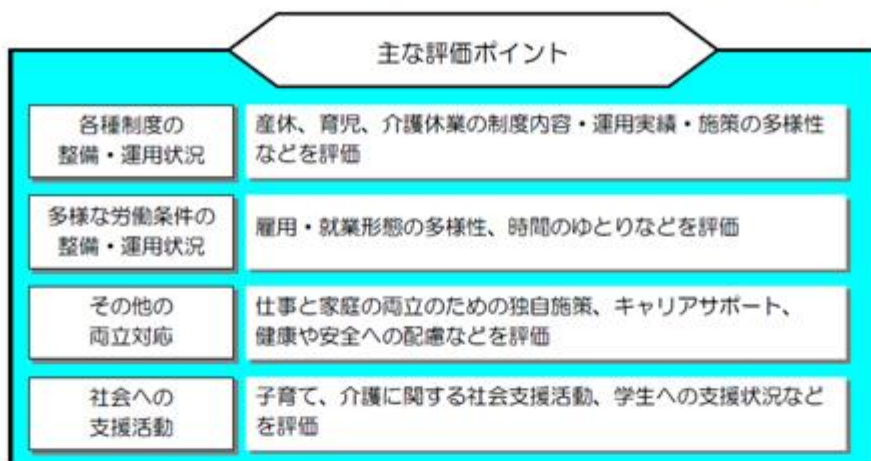 主な評価ポイント
各種制度の
整備・運用状況
産休、育児、介護休業の制度内容・運用実績・施策の多様性
などを評価
多様な労働条件の
整備・運用状況
雇用・就業形態の多様性、時間のゆとりなどを評価
その他の
両立対応
仕事と家庭の両立のための独自施策、キャリアサポート、
健康や安全への配慮などを評価
社会への
支援活動
子育て、介護に関する社会支援活動、学生への支援状況など
を評価